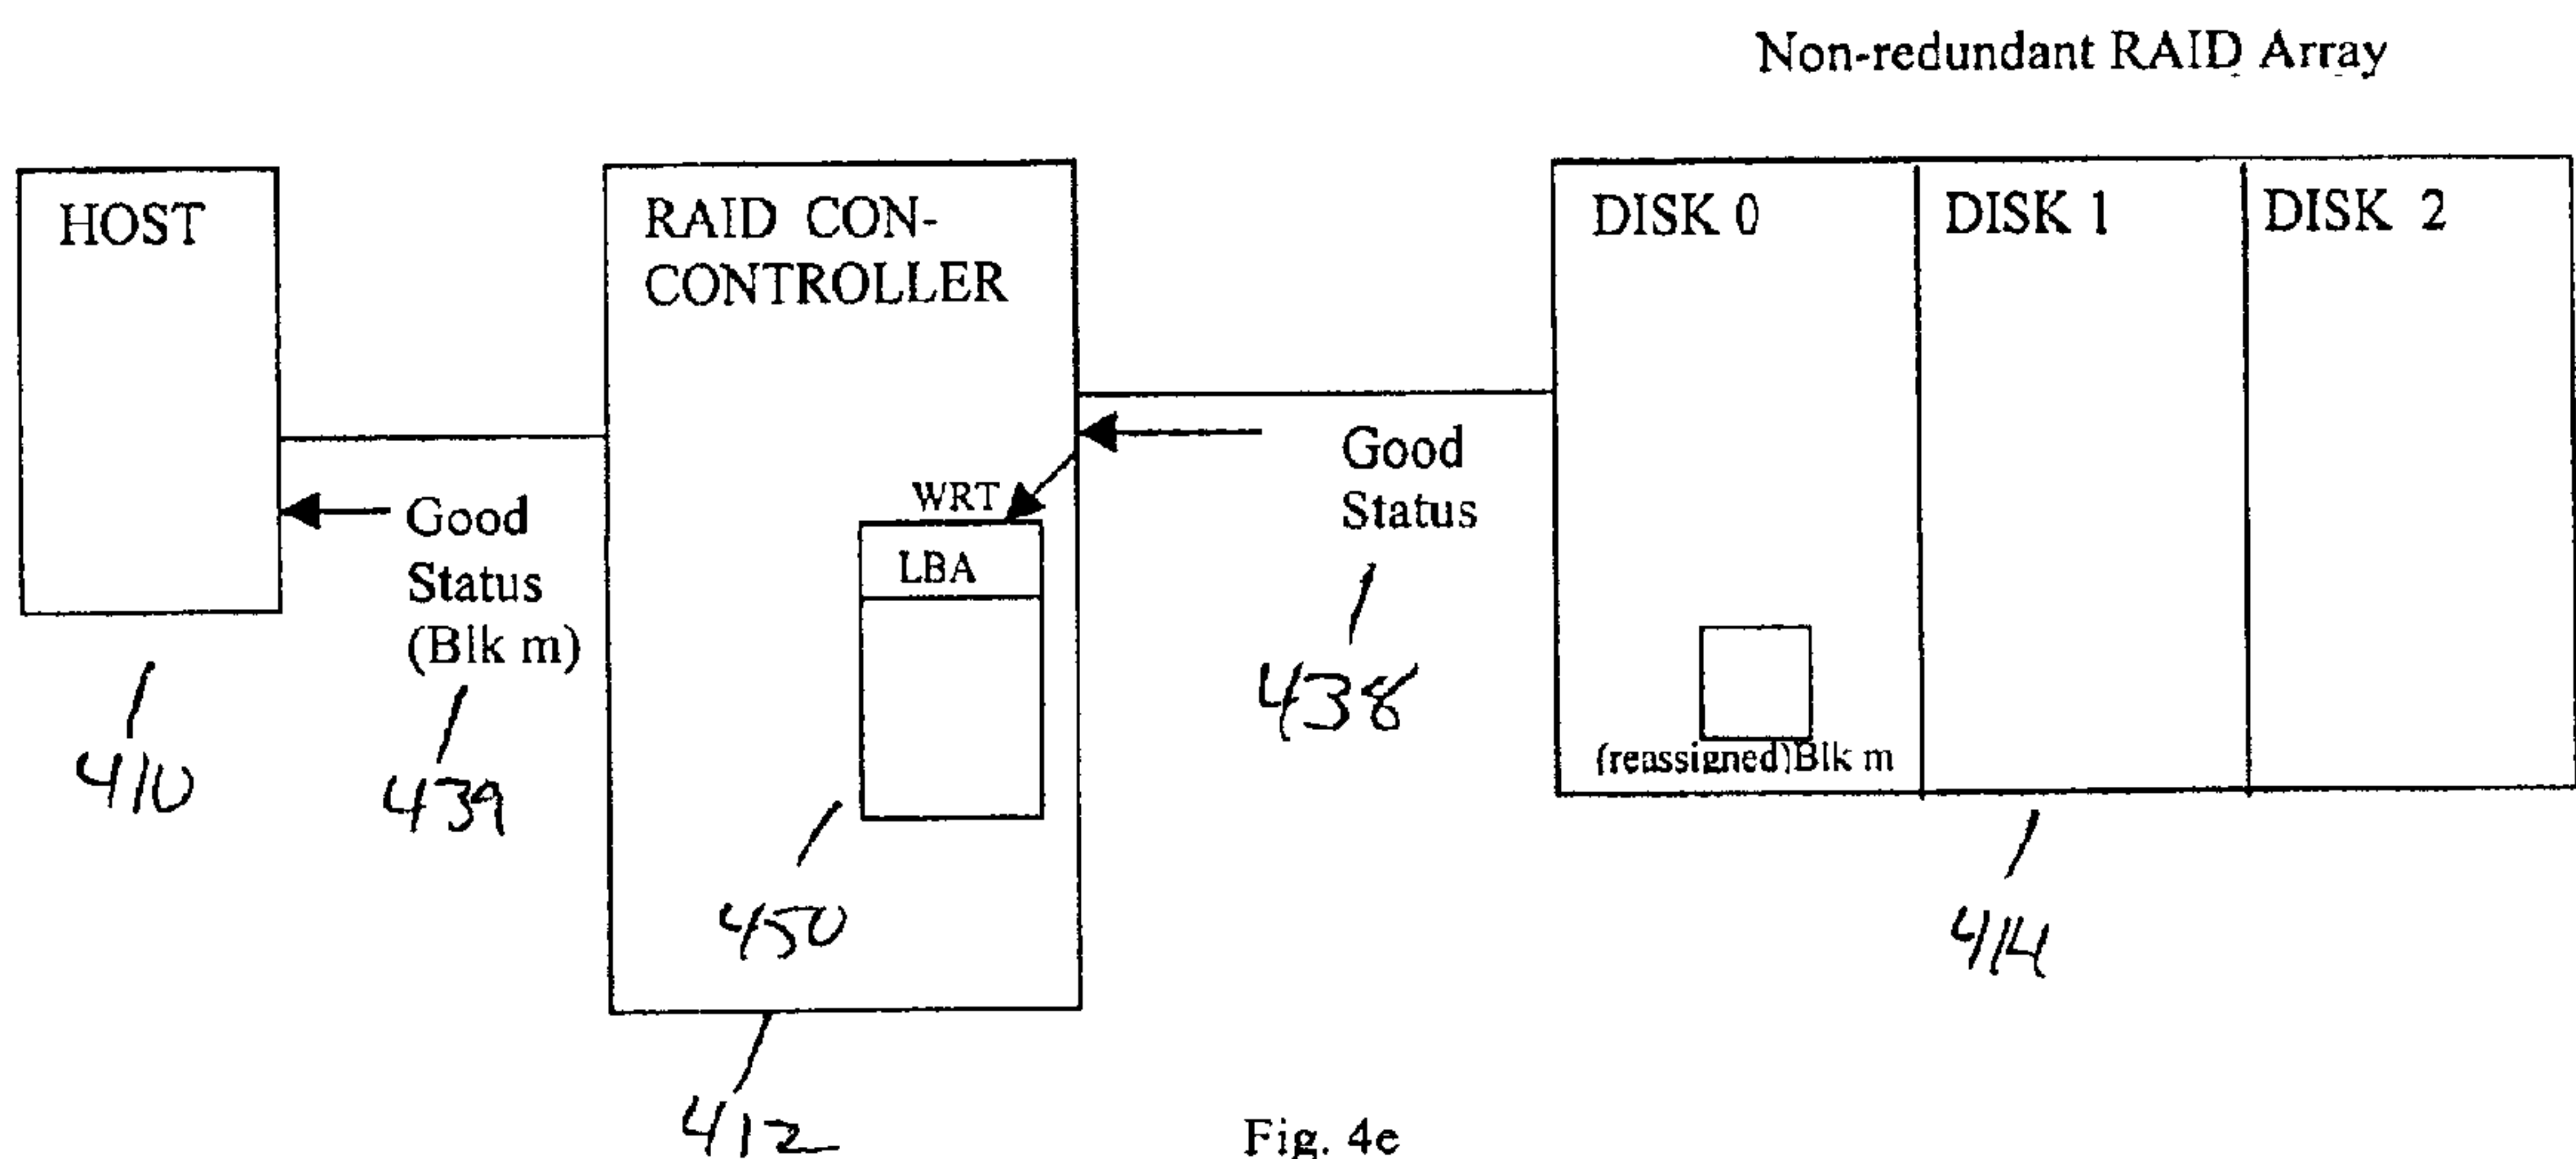 Non-redundant RAID Array
HOST
RAID CON-
CONTROLLER
DISK 0
DISK 1
DISK 2
Good
Status
WRT
LBA
Good
Status
(Blk m)
438
(reassigned)Blk m
410
439
450
414
412
Fig. 4e